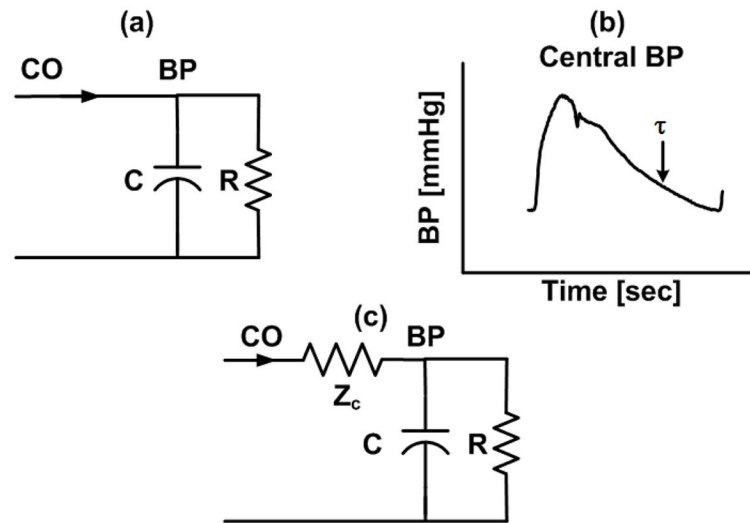 (a)
CO
BP
C
R
(b)
Central BP
τ
BP [mmHg]
Time [sec]
(c)
CO
BP
Zc
C
R